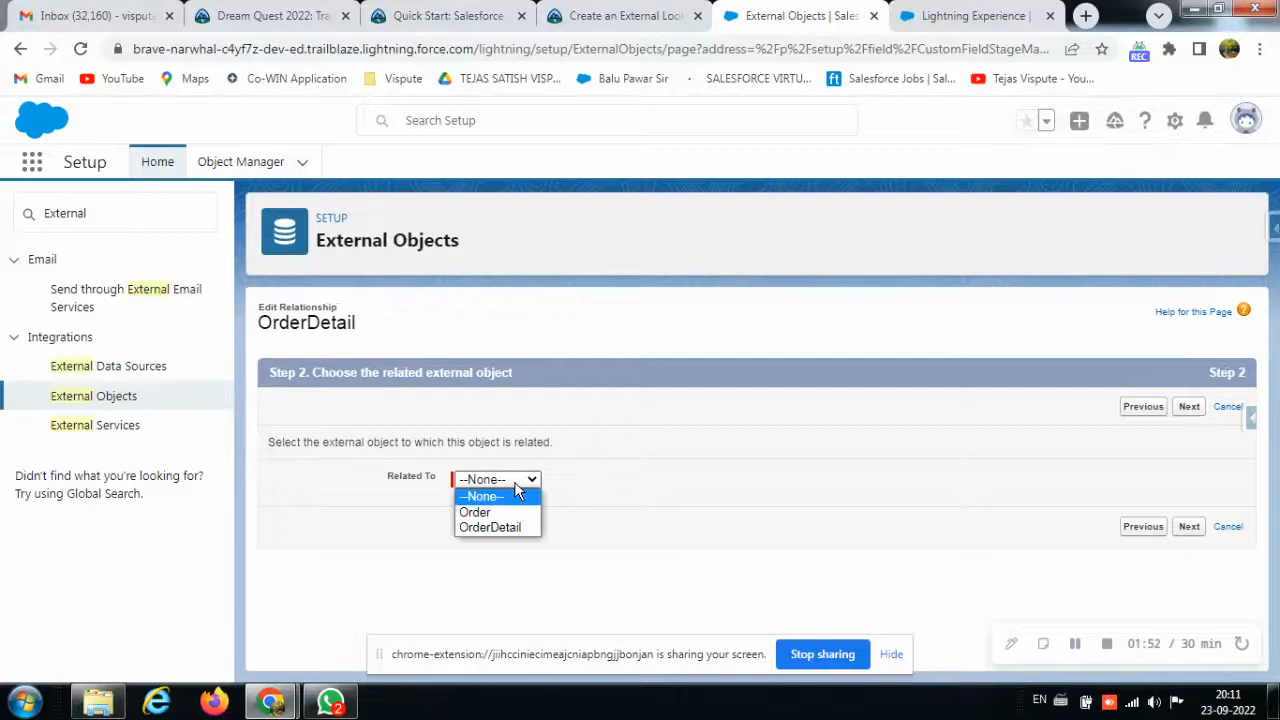 Inbox (32,160) - vispute
Dream Quest 2022: Tra
Quick Start: Salesforce
Create an External Loo
External Objects | Sales
Lightning Experience |
brave-narwhal-c4yf7z-dev-ed.trailblaze.lightning.force.com/lightning/setup/ExternalObjects/page?address=%2Fp%2Fsetup%2Ffield%2FCustomFieldStageMa...
REC
Gmail
YouTube
Maps
Co-WIN Application
Vispute
TEJAS SATISH VISP...
Balu Pawar Sir
SALESFORCE VIRTU...
ft Salesforce Jobs | Sal...
Tejas Vispute - You...
Search Setup
Setup
Home
Object Manager
External
SETUP
External Objects
Email
Send through External Email
Services
Integrations
External Data Sources
External Objects
External Services
Didn't find what you're looking for?
Try using Global Search.
Edit Relationship
OrderDetail
Help for this Page
Step 2. Choose the related external object
Step 2
Previous
Next
Cancel
Select the external object to which this object is related.
Related To
--None--
--None--
Order
OrderDetail
Previous
Next
Cancel
chrome-extension://jiihcciniecimeajcniapbngjjbonjan is sharing your screen.
Stop sharing
Hide
01:52 / 30 min
2
EN
20:11
23-09-2022